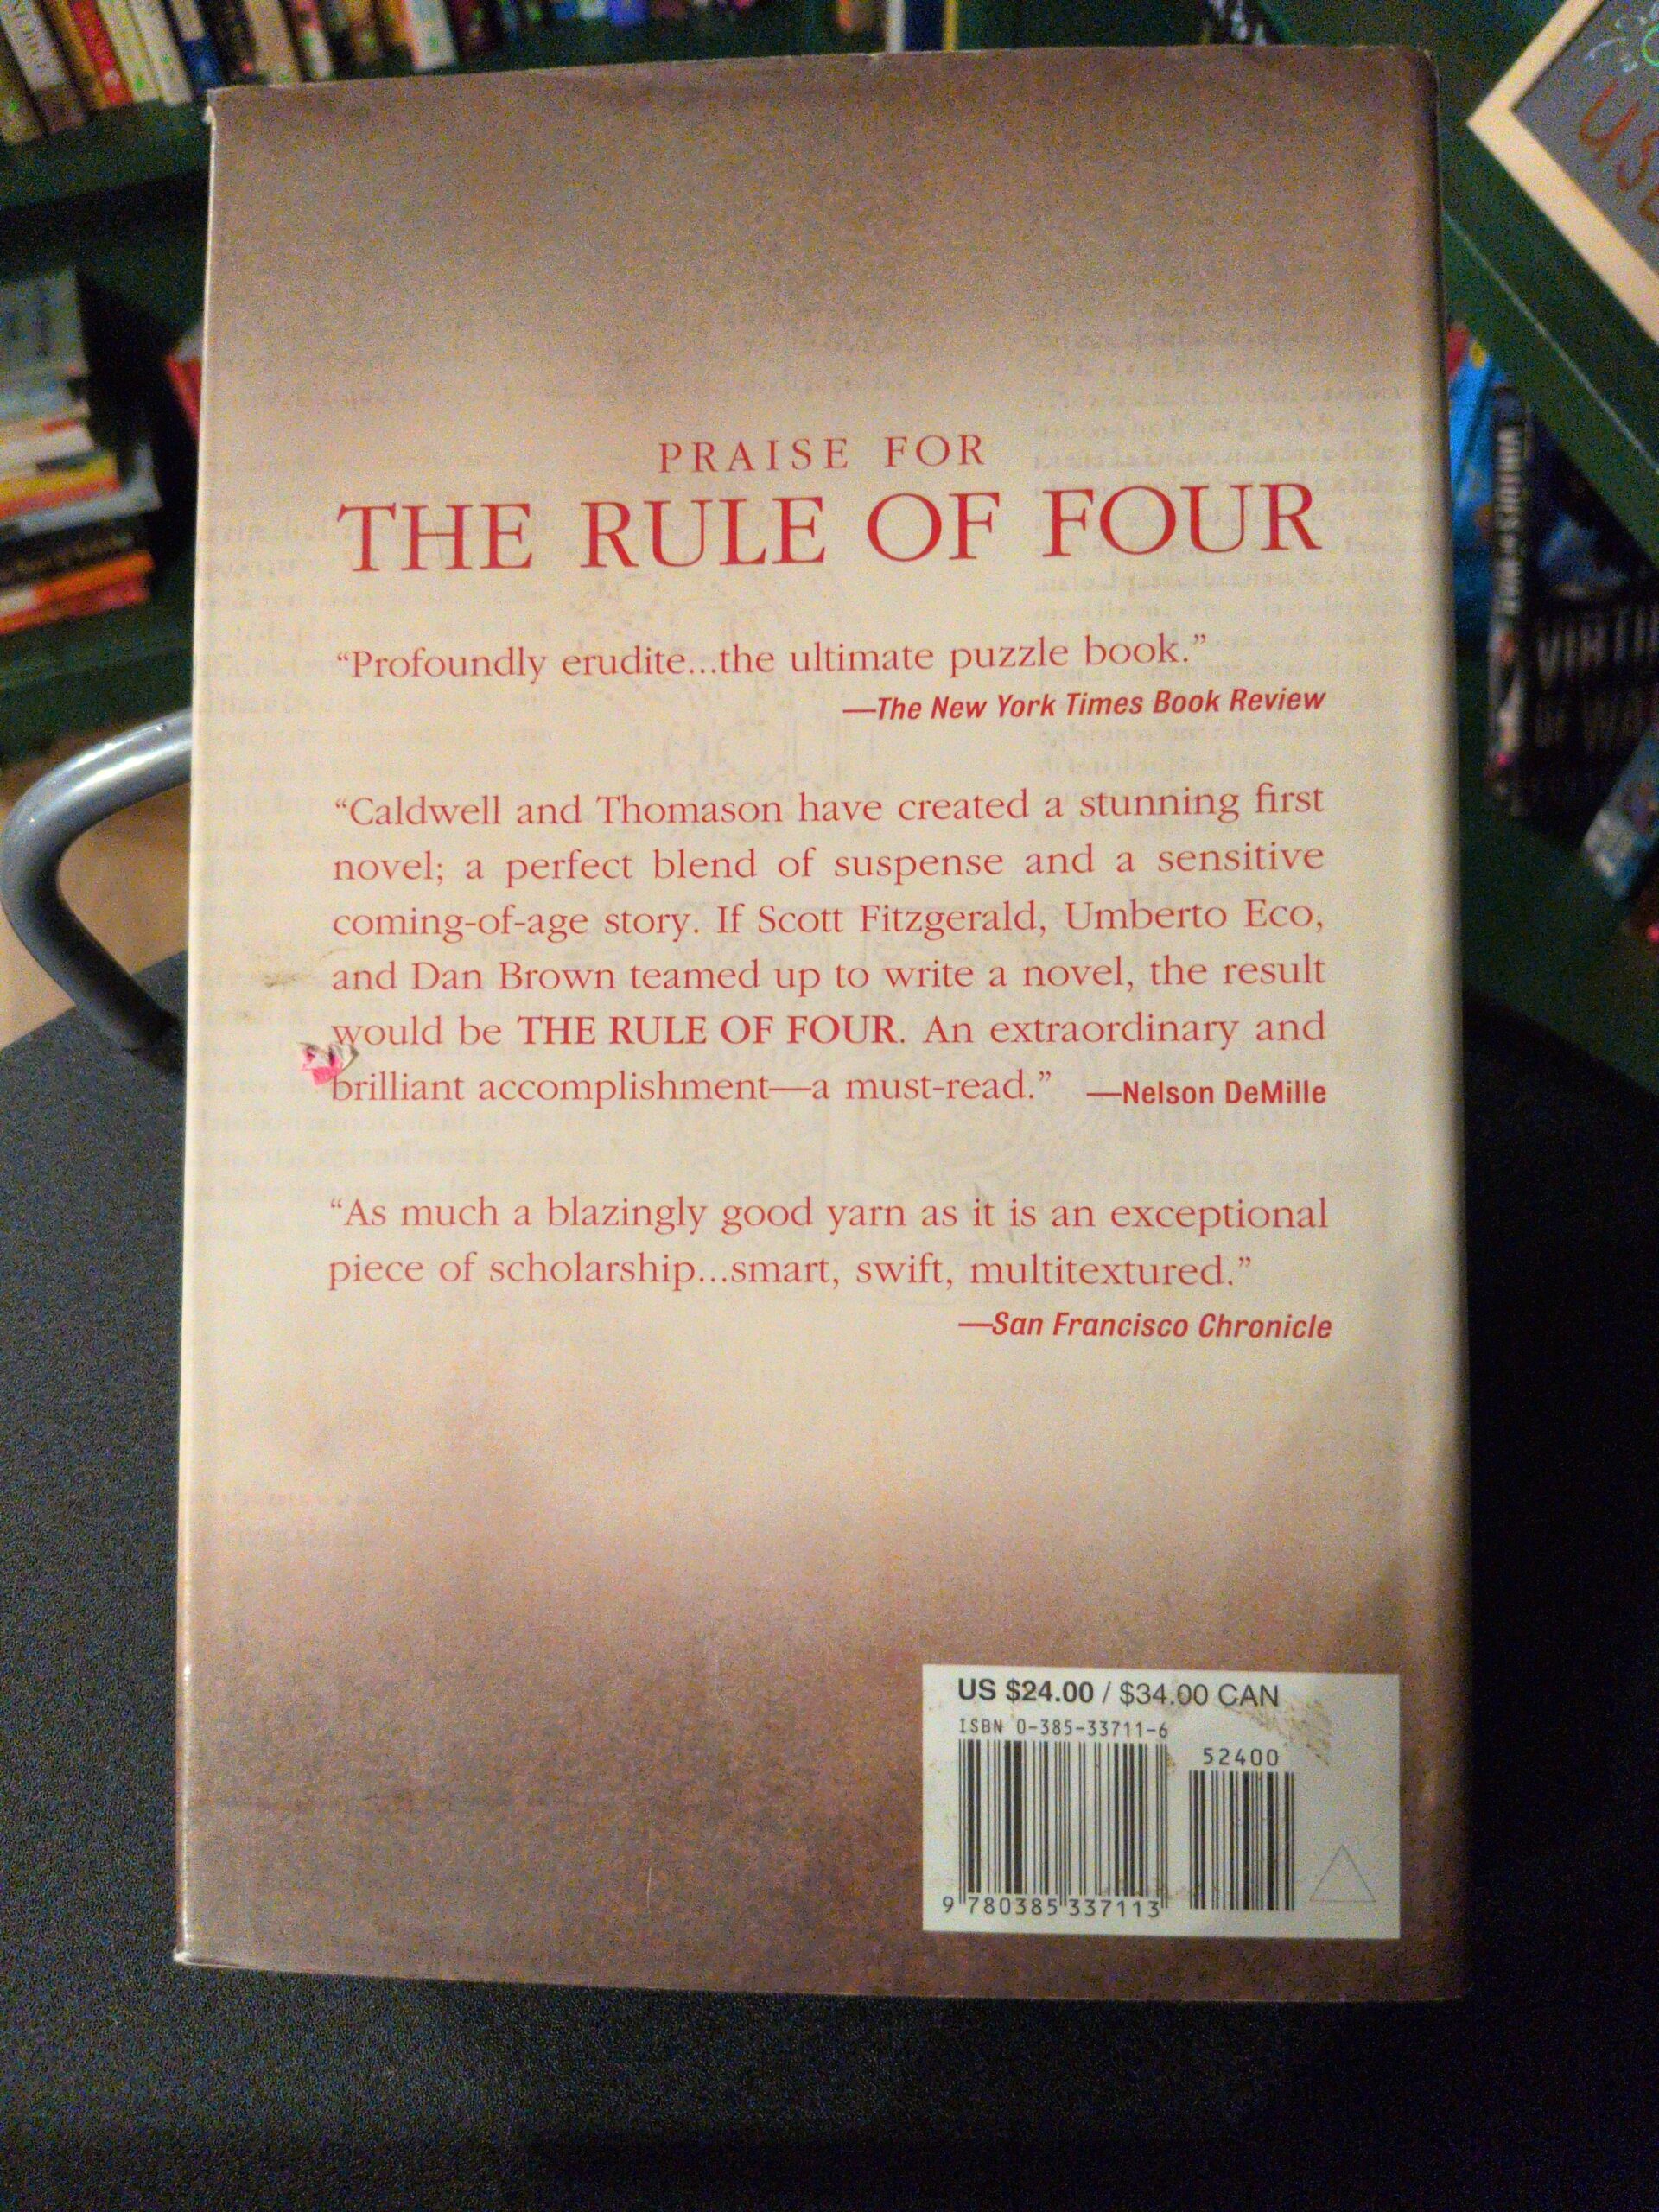 PRAISE FOR
THE RULE OF FOUR
“Profoundly erudite...the ultimate puzzle book.”
—The New York Times Book Review
“Caldwell and Thomason have created a stunning first
novel; a perfect blend of suspense and a sensitive
coming-of-age story. If Scott Fitzgerald, Umberto Eco,
and Dan Brown teamed up to write a novel, the result
would be THE RULE OF FOUR. An extraordinary and
brilliant accomplishment—a must-read.” —Nelson DeMille
“As much a blazingly good yarn as it is an exceptional
piece of scholarship...smart, swift, multitextured.”
—San Francisco Chronicle
US $24.00 / $34.00 CAN
ISBN 0-385-33711-6
52400
9 780385 337113